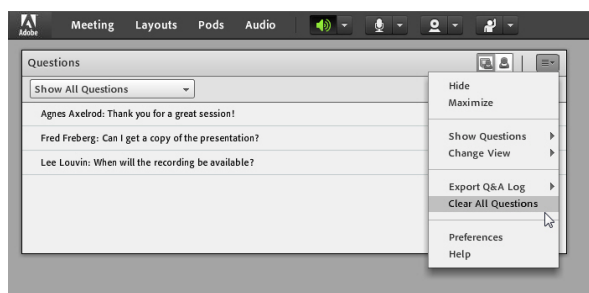 Adobe
Meeting Layouts Pods Audio
Questions
Show All Questions
Agnes Axelrod: Thank you for a great session!
Fred Freberg: Can I get a copy of the presentation?
Lee Louvin: When will the recording be available?
Hide
Maximize
Show Questions
Change View
Export Q&A Log
Clear All Questions
Preferences
Help